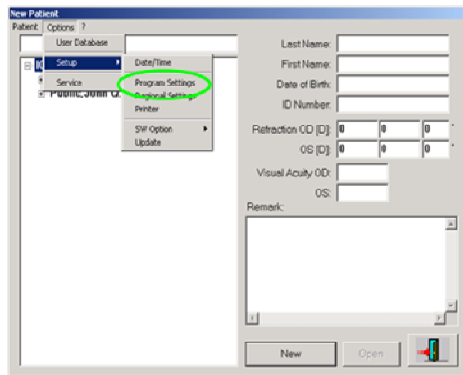 New Patient
Patient Options ?
User Database
Setup
Service
Date/Time
Program Settings
Regional Settings
Printer
SW Option
Update
Public, John Q.
Last Name:
First Name:
Date of Birth:
ID Number:
Refraction OD [D]: 0 0 0 °
OS [D]: 0 0 0 °
Visual Acuity OD:
OS:
Remark:
New
Open